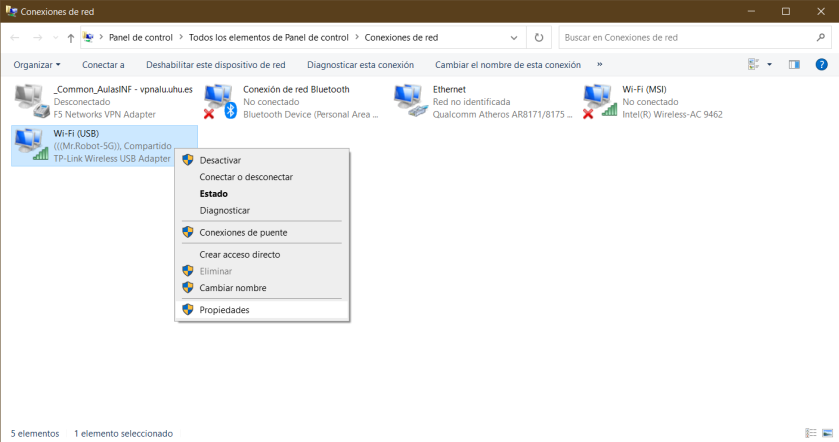 Conexiones de red
Panel de control > Todos los elementos de Panel de control > Conexiones de red
Buscar en Conexiones de red
Organizar
Conectar a
Deshabilitar este dispositivo de red
Diagnosticar esta conexión
Cambiar el nombre de esta conexión
»
_Common_AulasINF - vpnalu.uhu.es
Desconectado
F5 Networks VPN Adapter
Conexión de red Bluetooth
No conectado
Bluetooth Device (Personal Area ...
Ethernet
Red no identificada
Qualcomm Atheros AR8171/8175 ...
Wi-Fi (MSI)
No conectado
Intel(R) Wireless-AC 9462
Wi-Fi (USB)
(((Mr.Robot-5G)), Compartido
TP-Link Wireless USB Adapter
Desactivar
Conectar o desconectar
Estado
Diagnosticar
Conexiones de puente
Crear acceso directo
Eliminar
Cambiar nombre
Propiedades
5 elementos
1 elemento seleccionado